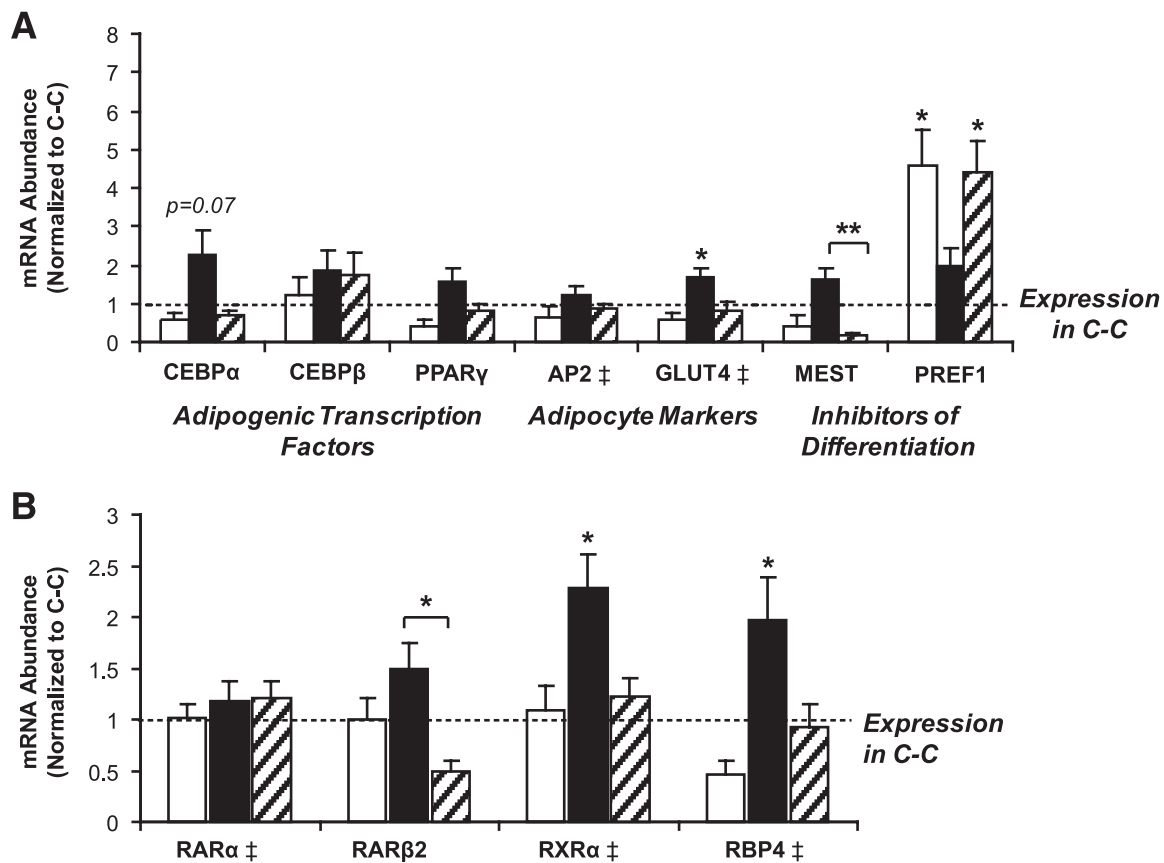 A
mRNA Abundance
(Normalized to C-C)
8
7
6
5
4
3
2
1
0
p=0.07
*
**
*
*
Expression
in C-C
CEBPα
CEBPβ
PPARγ
AP2 ‡
GLUT4 ‡
MEST
PREF1
Adipogenic Transcription
Factors
Adipocyte Markers
Inhibitors of
Differentiation
B
mRNA Abundance
(Normalized to C-C)
3
2.5
2
1.5
1
0.5
0
*
*
*
Expression
in C-C
RARα ‡
RARβ2
RXRα ‡
RBP4 ‡